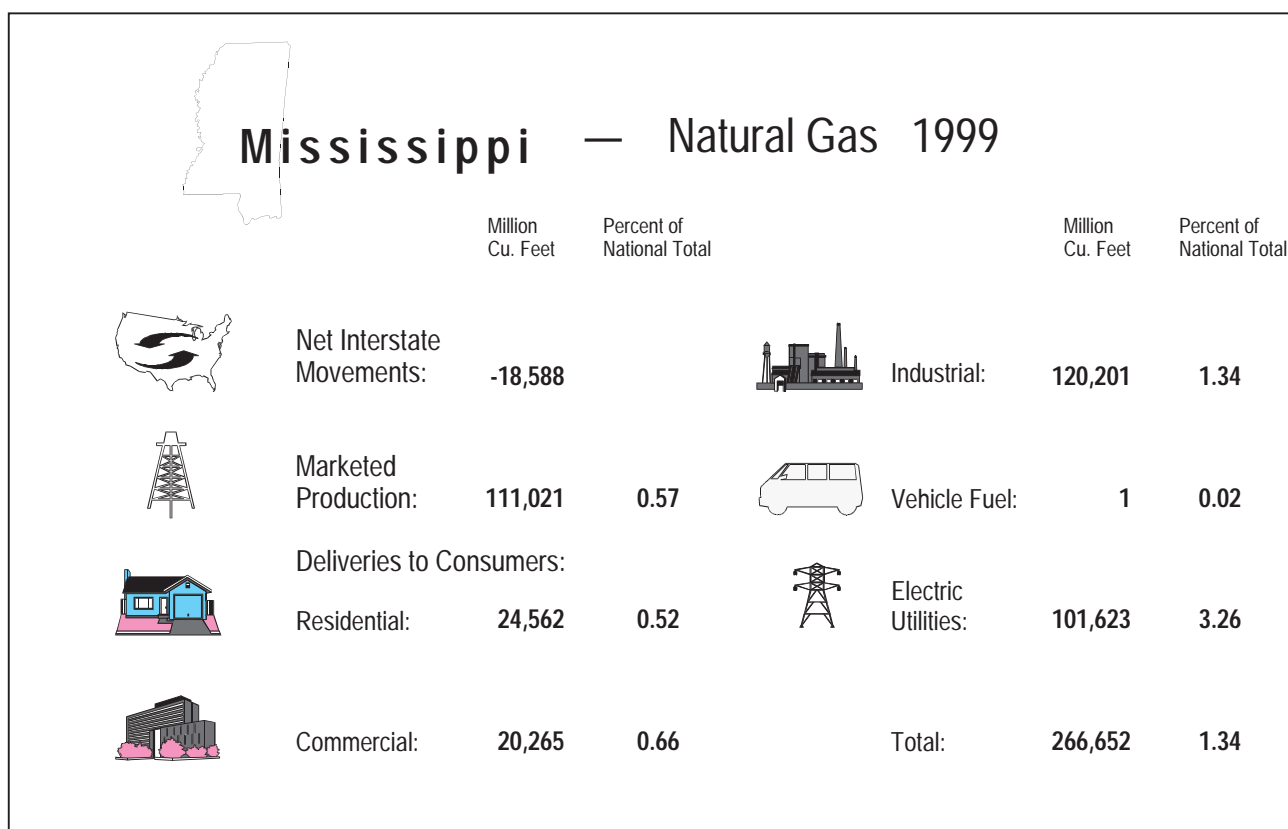 Mississippi — Natural Gas 1999
Million Percent of
Cu. Feet National Total
Net Interstate
Movements: -18,588
Marketed
Production: 111,021 0.57
Deliveries to Consumers:
Residential: 24,562 0.52
Commercial: 20,265 0.66
Million Percent of
Cu. Feet National Total
Industrial: 120,201 1.34
Vehicle Fuel: 1 0.02
Electric
Utilities: 101,623 3.26
Total: 266,652 1.34